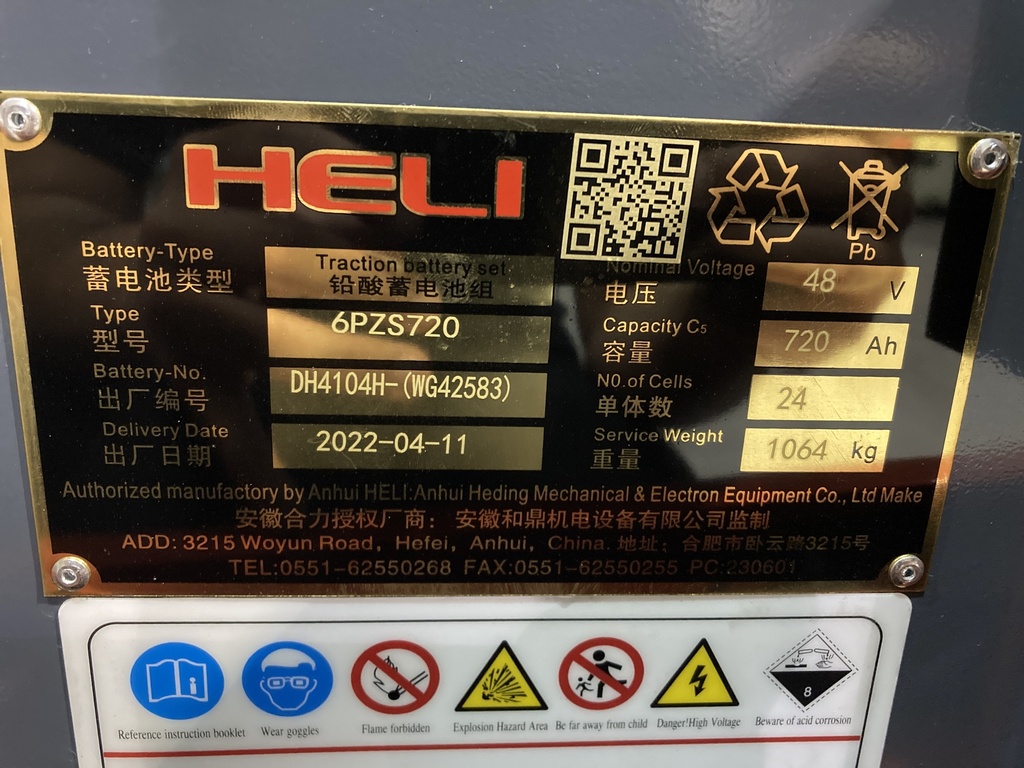 HELI
Pb
Battery-Type
蓄电池类型
Traction battery set
铅酸蓄电池组
Nominal Voltage
电压
48 V
Type
型号
6PZS720
Capacity C5
容量
720 Ah
Battery-No.
出厂编号
DH4104H-(WG42583)
NO.of Cells
单体数
24
Delivery Date
出厂日期
2022-04-11
Service Weight
重量
1064 kg
Authorized manufactory by Anhui HELI:Anhui Heding Mechanical & Electron Equipment Co., Ltd Make
安徽合力授权厂商：安徽和鼎机电设备有限公司监制
ADD: 3215 Woyun Road, Hefei, Anhui, China. 地址：合肥市卧云路3215号
TEL:0551-62550268 FAX:0551-62550255 PC:230601
8
Reference instruction booklet
Wear goggles
Flame forbidden
Explosion Hazard Area
Be far away from child
Danger!High Voltage
Beware of acid corrosion